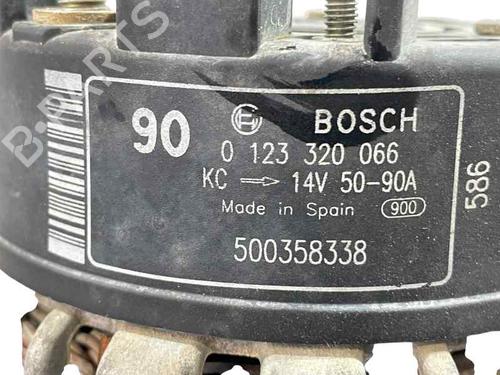 90
BOSCH
0 123 320 066
KC → 14V 50-90A
Made in Spain 900
500358338
586
B-PARTS